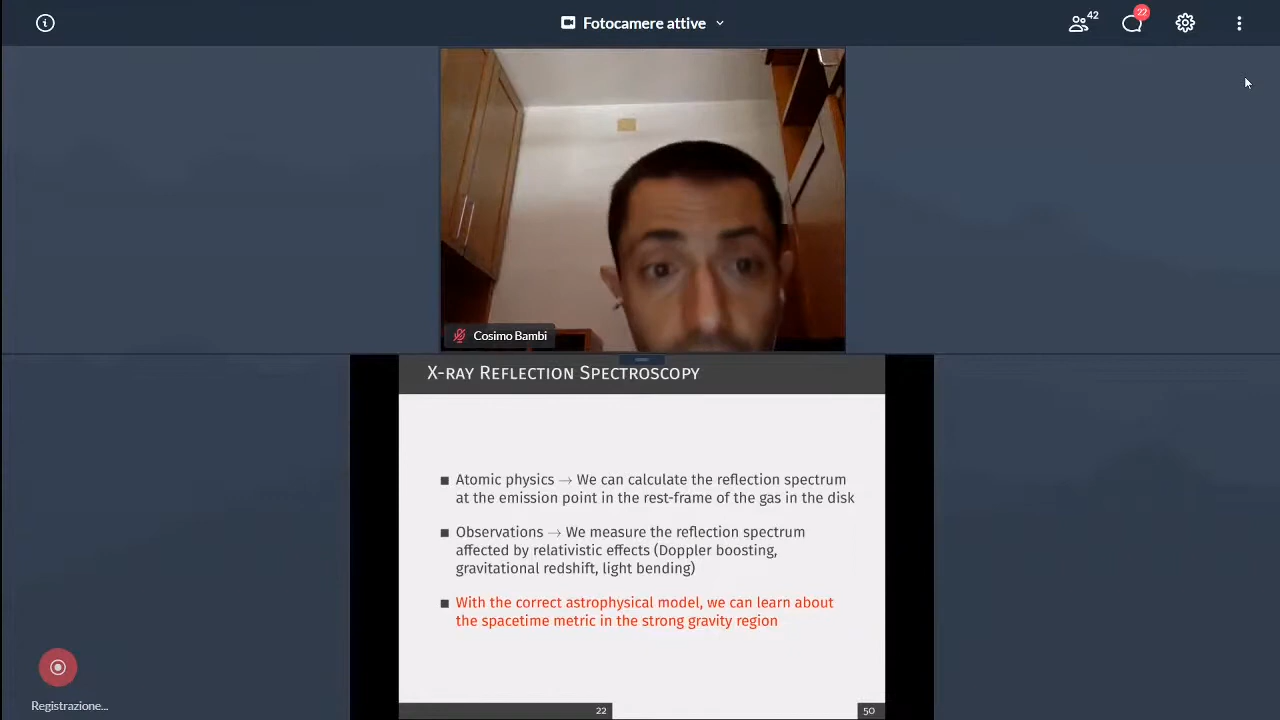 Fotocamere attive
42
22
Cosimo Bambi
X-RAY REFLECTION SPECTROSCOPY
Atomic physics → We can calculate the reflection spectrum
at the emission point in the rest-frame of the gas in the disk
Observations → We measure the reflection spectrum
affected by relativistic effects (Doppler boosting,
gravitational redshift, light bending)
With the correct astrophysical model, we can learn about
the spacetime metric in the strong gravity region
Registrazione...
22
50